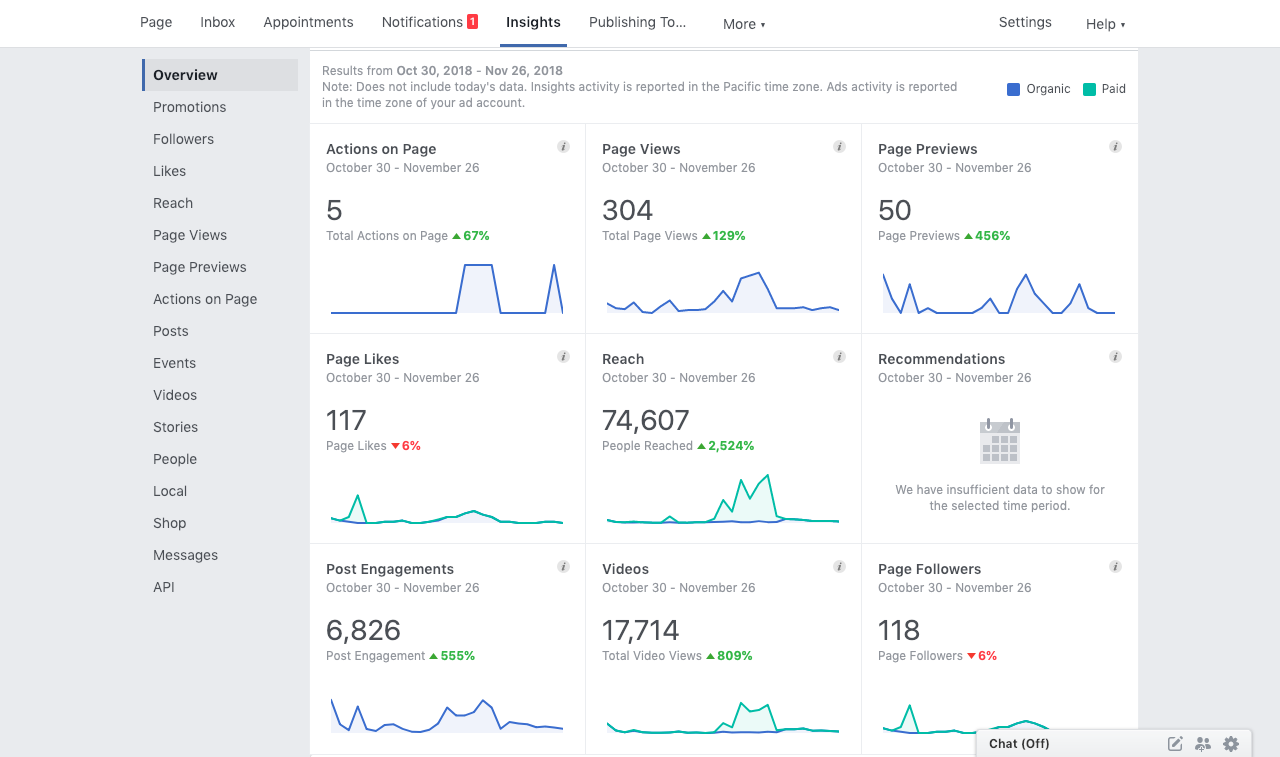 Page
Inbox
Appointments
Notifications 1
Insights
Publishing To...
More
Settings
Help
Overview
Promotions
Followers
Likes
Reach
Page Views
Page Previews
Actions on Page
Posts
Events
Videos
Stories
People
Local
Shop
Messages
API
Results from Oct 30, 2018 - Nov 26, 2018
Note: Does not include today's data. Insights activity is reported in the Pacific time zone. Ads activity is reported
in the time zone of your ad account.
Organic
Paid
Actions on Page
October 30 - November 26
5
Total Actions on Page 67%
Page Views
October 30 - November 26
304
Total Page Views 129%
Page Previews
October 30 - November 26
50
Page Previews 456%
Page Likes
October 30 - November 26
117
Page Likes 6%
Reach
October 30 - November 26
74,607
People Reached 2,524%
Recommendations
October 30 - November 26
We have insufficient data to show for
the selected time period.
Post Engagements
October 30 - November 26
6,826
Post Engagement 555%
Videos
October 30 - November 26
17,714
Total Video Views 809%
Page Followers
October 30 - November 26
118
Page Followers 6%
Chat (Off)